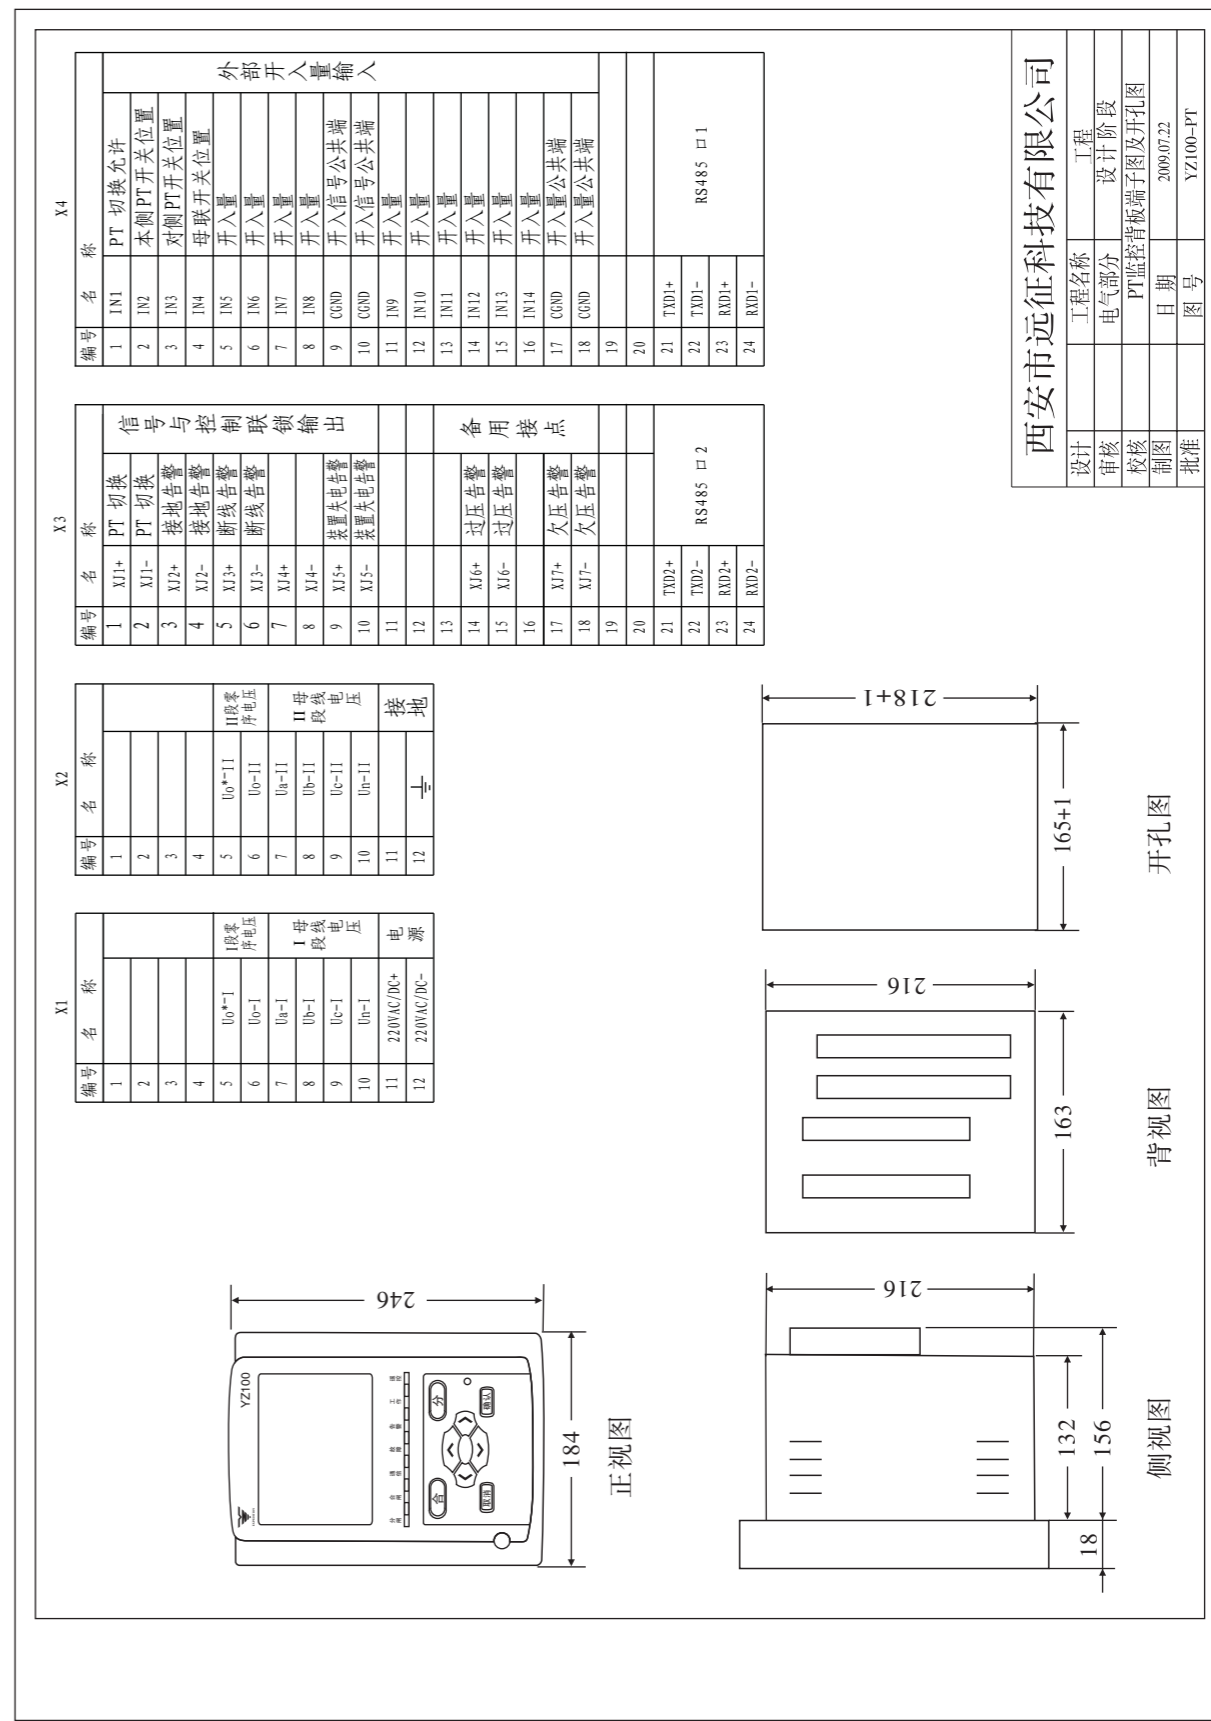 X1
编号 名 称
1
2
3
4
5 Uo*-I I段零序电压
6 Uo-I
7 Ua-I I段母线电压
8 Ub-I
9 Uc-I
10 Un-I
11 220VAC/DC+ 电源
12 220VAC/DC-
X2
编号 名 称
1
2
3
4
5 Uo*-II II段零序电压
6 Uo-II
7 Ua-II II段母线电压
8 Ub-II
9 Uc-II
10 Un-II
11 接地
12
X3
编号 名 称
1 XJ1+ PT 切换 信号与控制联锁输出
2 XJ1- PT 切换
3 XJ2+ 接地告警
4 XJ2- 接地告警
5 XJ3+ 断线告警
6 XJ3- 断线告警
7 XJ4+
8 XJ4-
9 XJ5+ 装置失电告警
10 XJ5- 装置失电告警
11
12
13 备用接点
14 XJ6+ 过压告警
15 XJ6- 过压告警
16
17 XJ7+ 欠压告警
18 XJ7- 欠压告警
19
20
21 TXD2+ RS485 口 2
22 TXD2-
23 RXD2+
24 RXD2-
X4
编号 名 称
1 IN1 PT 切换允许 外部开入量输入
2 IN2 本侧PT开关位置
3 IN3 对侧PT开关位置
4 IN4 母联开关位置
5 IN5 开入量
6 IN6 开入量
7 IN7 开入量
8 IN8 开入量
9 CGND 开入信号公共端
10 CGND 开入信号公共端
11 IN9 开入量
12 IN10 开入量
13 IN11 开入量
14 IN12 开入量
15 IN13 开入量
16 IN14 开入量
17 CGND 开入量公共端
18 CGND 开入量公共端
19
20
21 TXD1+ RS485 口 1
22 TXD1-
23 RXD1+
24 RXD1-
YZ100
合
分
取消
确认
246
184
正视图
216
132
156
18
侧视图
216
163
背视图
218+1
165+1
开孔图
西安市远征科技有限公司
设计 工程名称 工程
审核 电气部分 设计阶段
校核 PT监控背板端子图及开孔图
制图 日 期 2009.07.22
批准 图 号 YZ100-PT